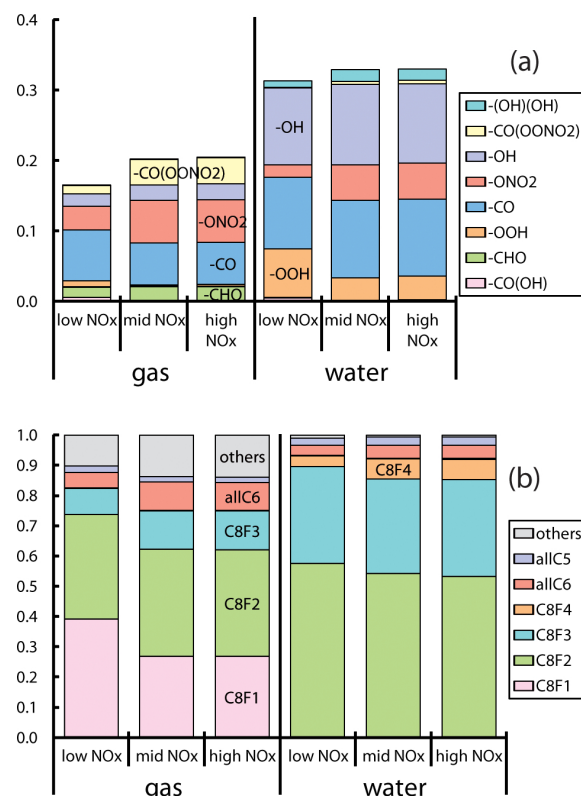 0.4
0.3
0.2
0.1
0.0
(a)
-OH
-CO(OONO2)
-ONO2
-CO
-OOH
-CHO
-(OH)(OH)
-CO(OONO2)
-OH
-ONO2
-CO
-OOH
-CHO
-CO(OH)
low NOx mid NOx high NOx low NOx mid NOx high NOx
gas water
1.0
0.9
0.8
0.7
0.6
0.5
0.4
0.3
0.2
0.1
0.0
(b)
others
allC6
C8F3
C8F2
C8F1
C8F4
others
allC5
allC6
C8F4
C8F3
C8F2
C8F1
low NOx mid NOx high NOx low NOx mid NOx high NOx
gas water